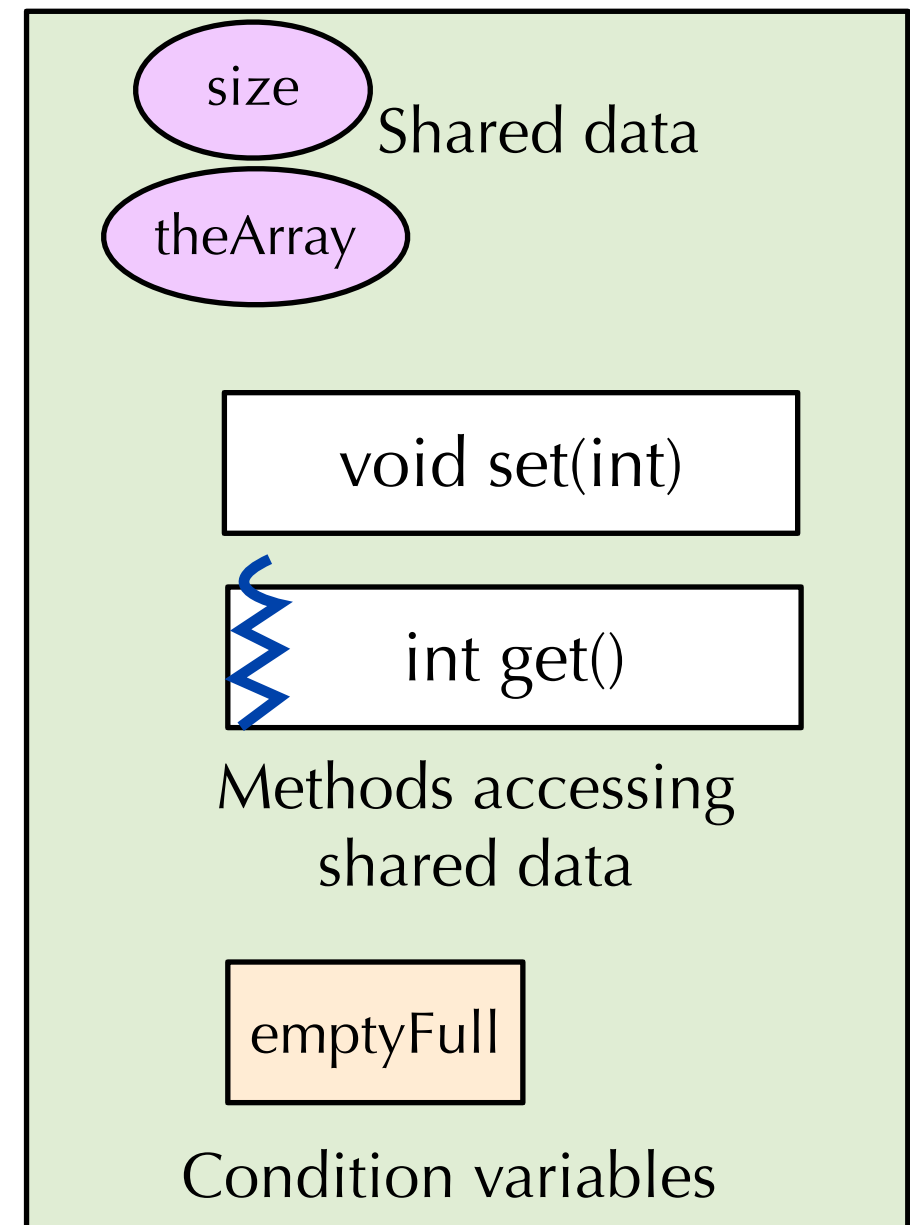 size
Shared data
theArray
void set(int)
int get()
Methods accessing
shared data
emptyFull
Condition variables